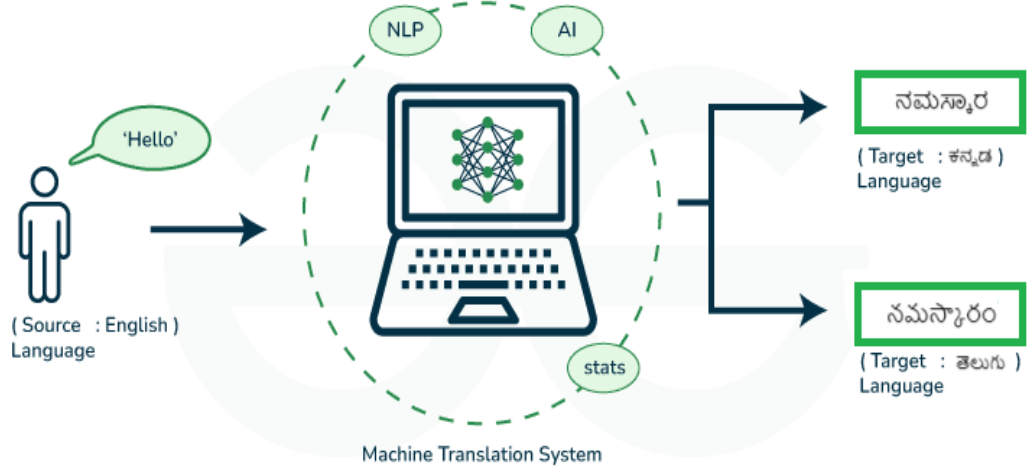 NLP
AI
'Hello'
ನಮಸ್ಕಾರ
( Target : ಕನ್ನಡ )
Language
( Source : English )
Language
నమస్కారం
( Target : తెలుగు )
Language
stats
Machine Translation System